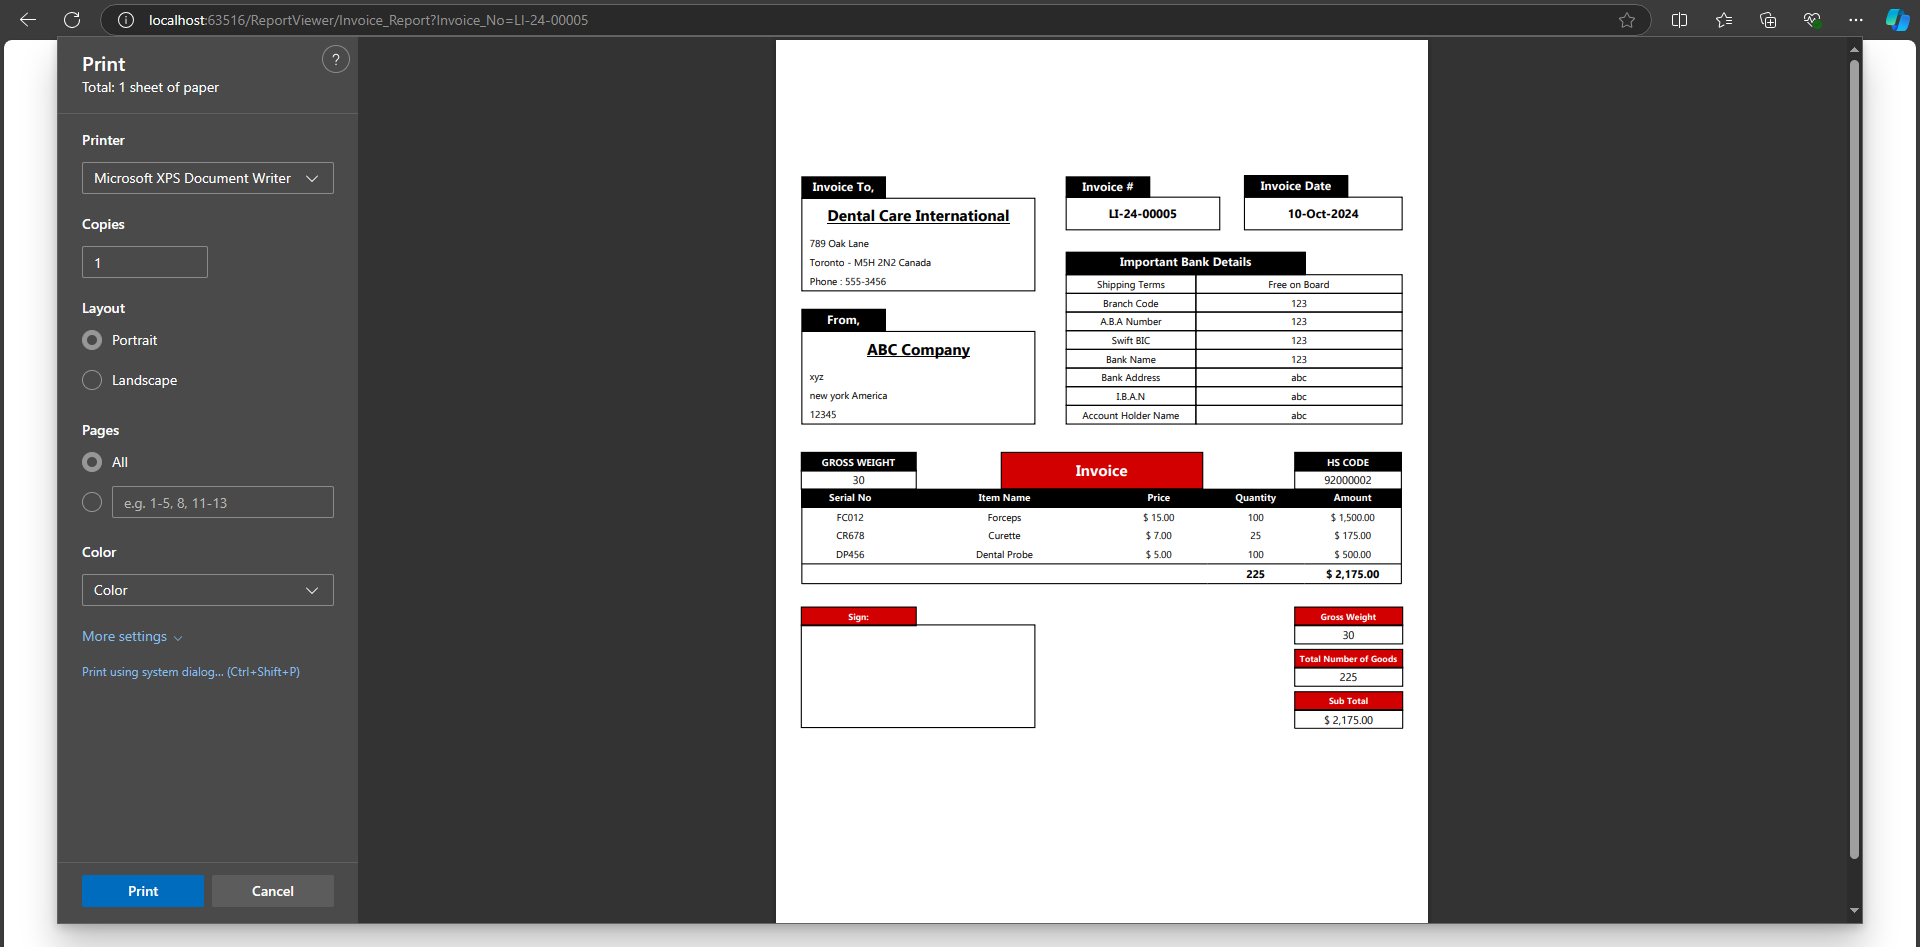 localhost:63516/ReportViewer/Invoice_Report?Invoice_No=LI-24-00005
Print
?
Total: 1 sheet of paper
Printer
Microsoft XPS Document Writer
Copies
1
Layout
Portrait
Landscape
Pages
All
e.g. 1-5, 8, 11-13
Color
Color
More settings
Print using system dialog... (Ctrl+Shift+P)
Print Cancel
Invoice To,
Dental Care International
789 Oak Lane
Toronto - M5H 2N2 Canada
Phone : 555-3456
From,
ABC Company
xyz
new york America
12345
Invoice #
LI-24-00005
Invoice Date
10-Oct-2024
Important Bank Details
Shipping Terms Free on Board
Branch Code 123
A.B.A Number 123
Swift BIC 123
Bank Name 123
Bank Address abc
I.B.A.N abc
Account Holder Name abc
GROSS WEIGHT
30
Invoice
HS CODE
92000002
Serial No Item Name Price Quantity Amount
FC012 Forceps $ 15.00 100 $ 1,500.00
CR678 Curette $ 7.00 25 $ 175.00
DP456 Dental Probe $ 5.00 100 $ 500.00
225 $ 2,175.00
Sign:
Gross Weight
30
Total Number of Goods
225
Sub Total
$ 2,175.00